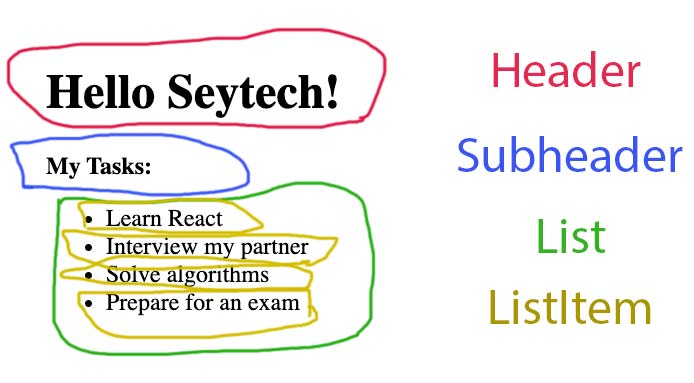 Hello Seytech!
Header
My Tasks:
Subheader
• Learn React
• Interview my partner
List
• Solve algorithms
• Prepare for an exam
ListItem